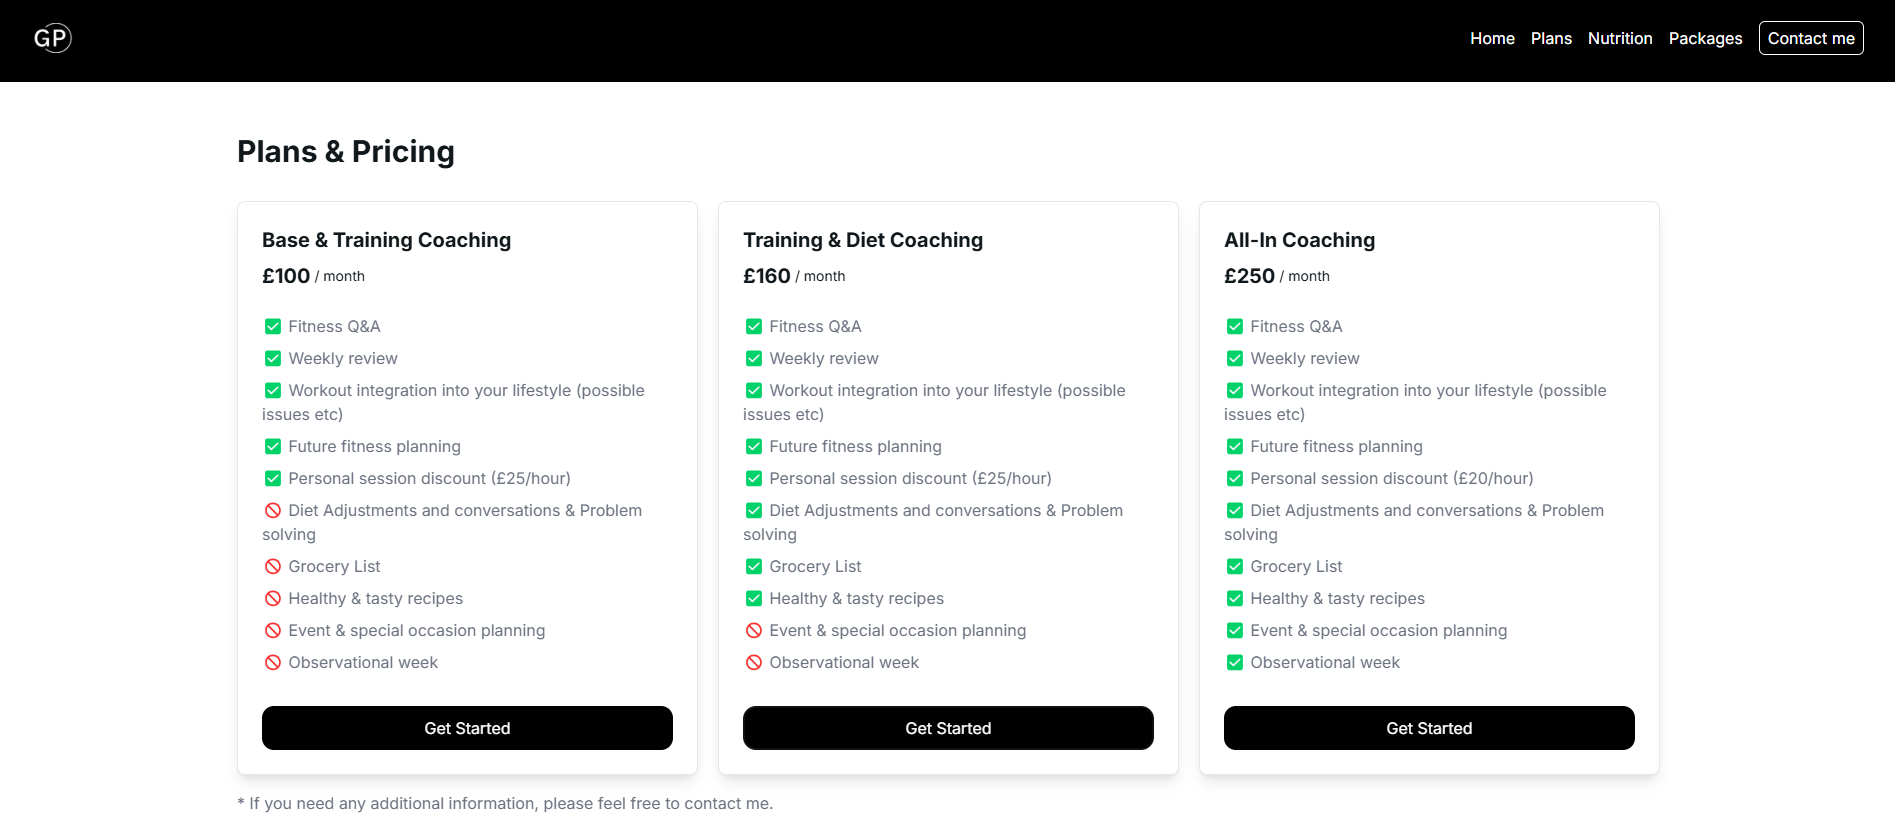 GP
Home Plans Nutrition Packages Contact me
Plans & Pricing
Base & Training Coaching
£100 / month
Fitness Q&A
Weekly review
Workout integration into your lifestyle (possible
issues etc)
Future fitness planning
Personal session discount (£25/hour)
Diet Adjustments and conversations & Problem
solving
Grocery List
Healthy & tasty recipes
Event & special occasion planning
Observational week
Get Started
Training & Diet Coaching
£160 / month
Fitness Q&A
Weekly review
Workout integration into your lifestyle (possible
issues etc)
Future fitness planning
Personal session discount (£25/hour)
Diet Adjustments and conversations & Problem
solving
Grocery List
Healthy & tasty recipes
Event & special occasion planning
Observational week
Get Started
All-In Coaching
£250 / month
Fitness Q&A
Weekly review
Workout integration into your lifestyle (possible
issues etc)
Future fitness planning
Personal session discount (£20/hour)
Diet Adjustments and conversations & Problem
solving
Grocery List
Healthy & tasty recipes
Event & special occasion planning
Observational week
Get Started
* If you need any additional information, please feel free to contact me.